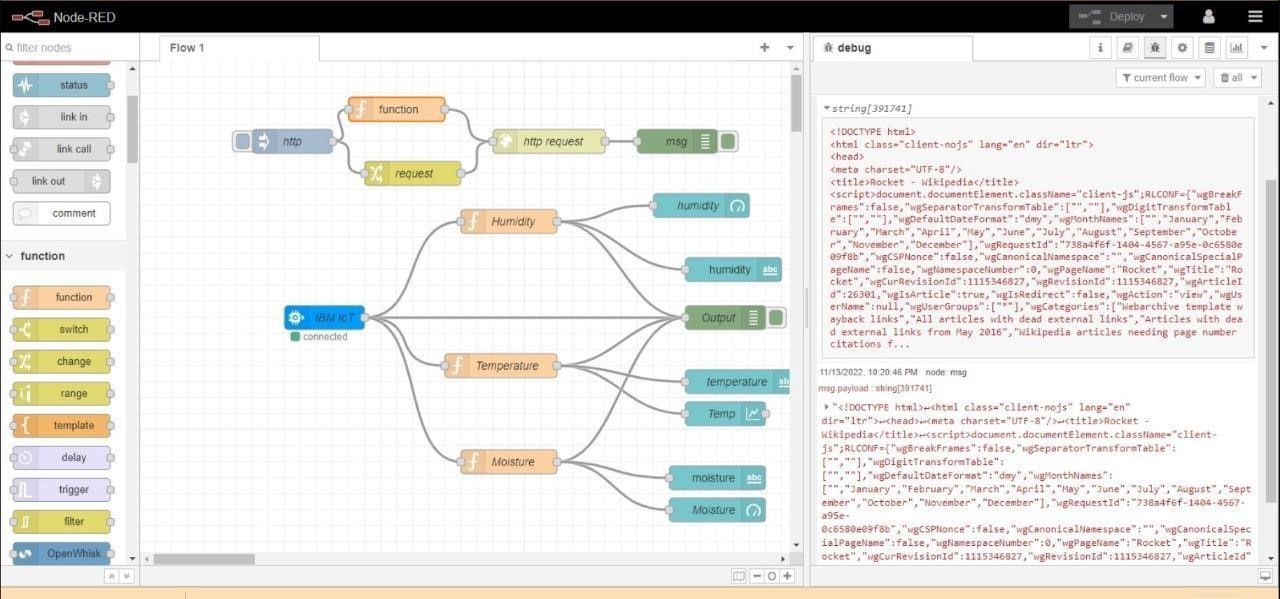 Node-RED
Deploy
filter nodes
Flow 1
debug
i
current flow
all
status
link in
link call
link out
comment
function
function
switch
change
range
template
delay
trigger
filter
OpenWhisk
http
function
request
http request
msg
Humidity
humidity
humidity abc
IBM IoT
connected
Output
Temperature
temperature ab
Temp
Moisture
moisture abc
Moisture
string[391741]
<!DOCTYPE html>
<html class="client-nojs" lang="en" dir="ltr">
<head>
<meta charset="UTF-8"/>
<title>Rocket - Wikipedia</title>
<script>document.documentElement.className="client-js";RLCONF={"wgBreakF
rames":false,"wgSeparatorTransformTable":["",""],"wgDigitTransformTabl
e":["",""],"wgDefaultDateFormat":"dmy","wgMonthNames":["","January","Feb
ruary","March","April","May","June","July","August","September","Octobe
r","November","December"],"wgRequestId":"738a4f6f-1404-4567-a95e-0c6580e
09f8b","wgCSPNonce":false,"wgCanonicalNamespace":"","wgCanonicalSpecialP
ageName":false,"wgNamespaceNumber":0,"wgPageName":"Rocket","wgTitle":"Ro
cket","wgCurRevisionId":1115346827,"wgRevisionId":1115346827,"wgArticleI
d":26301,"wgIsArticle":true,"wgIsRedirect":false,"wgAction":"view","wgUs
erName":null,"wgUserGroups":["*"],"wgCategories":["Webarchive template w
ayback links","All articles with dead external links","Articles with dea
d external links from May 2016","Wikipedia articles needing page number
citations f...
11/13/2022, 10:20:46 PM node: msg
msg.payload : string[391741]
"<!DOCTYPE html>↵<html class="client-nojs" lang="en"
dir="ltr">↵<head>↵<meta charset="UTF-8"/>↵<title>Rocket -
Wikipedia</title>↵<script>document.documentElement.className="client-
js";RLCONF={"wgBreakFrames":false,"wgSeparatorTransformTable":
["",""],"wgDigitTransformTable":
["",""],"wgDefaultDateFormat":"dmy","wgMonthNames":
["","January","February","March","April","May","June","July","August","Sept
ember","October","November","December"],"wgRequestId":"738a4f6f-1404-4567-
a95e-
0c6580e09f8b","wgCSPNonce":false,"wgCanonicalNamespace":"","wgCanonicalSpec
ialPageName":false,"wgNamespaceNumber":0,"wgPageName":"Rocket","wgTitle":"R
ocket","wgCurRevisionId":1115346827,"wgRevisionId":1115346827,"wgArticleId"